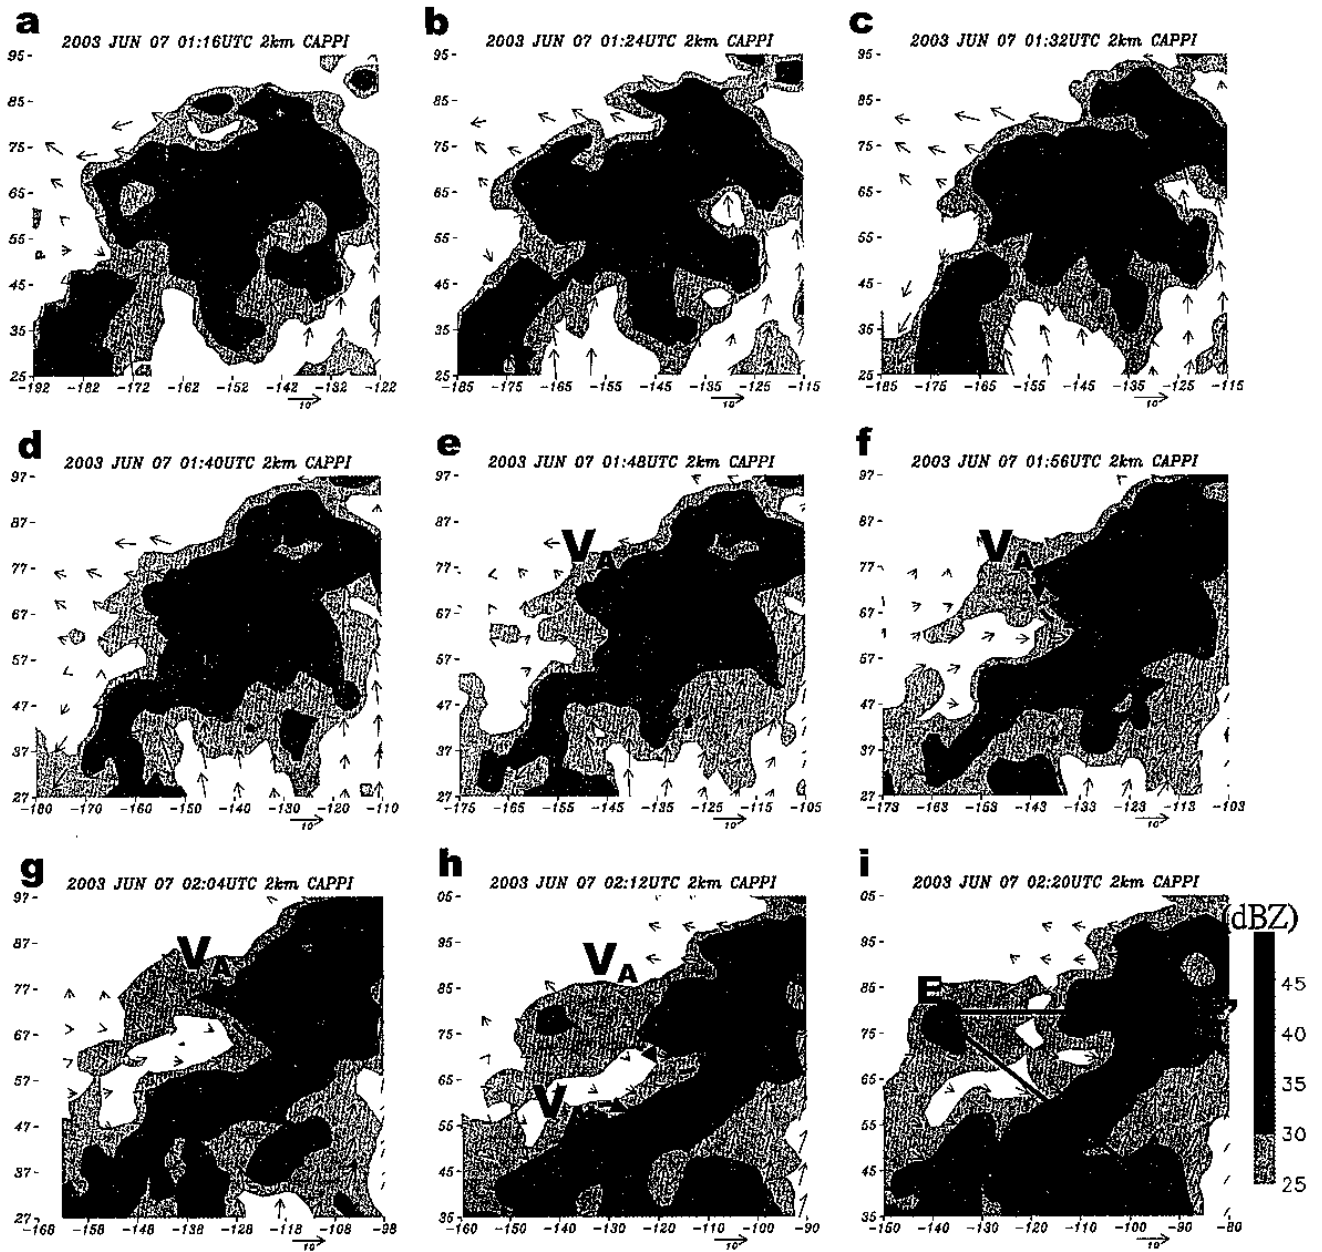 a
b
c
2003 JUN 07 01:16UTC 2km CAPPI
2003 JUN 07 01:24UTC 2km CAPPI
2003 JUN 07 01:32UTC 2km CAPPI
95
85
75
65
55
45
35
25
-192 -182 -172 -162 -152 -142 -132 -122
10
95
85
75
65
55
45
35
25
-185 -175 -165 -155 -145 -135 -125 -115
10
95
85
75
65
55
45
35
25
-185 -175 -165 -155 -145 -135 -125 -115
10
d
e
f
2003 JUN 07 01:40UTC 2km CAPPI
2003 JUN 07 01:48UTC 2km CAPPI
2003 JUN 07 01:56UTC 2km CAPPI
97
87
77
67
57
47
37
27
-180 -170 -160 -150 -140 -130 -120 -110
10
97
87
77
67
57
47
37
27
VA
-175 -165 -155 -145 -135 -125 -115 -105
10
97
87
77
67
57
47
37
27
VA
-173 -163 -153 -143 -133 -123 -113 -103
10
g
h
i
2003 JUN 07 02:04UTC 2km CAPPI
2003 JUN 07 02:12UTC 2km CAPPI
2003 JUN 07 02:20UTC 2km CAPPI
97
87
77
67
57
47
37
27
VA
-168 -158 -148 -138 -128 -118 -108 -98
10
05
95
85
75
65
55
45
35
VA
V
-160 -150 -140 -130 -120 -110 -100 -90
10
05
95
85
75
65
55
45
35
E
-150 -140 -130 -120 -110 -100 -90 -80
10
(dBZ)
45
40
35
30
25